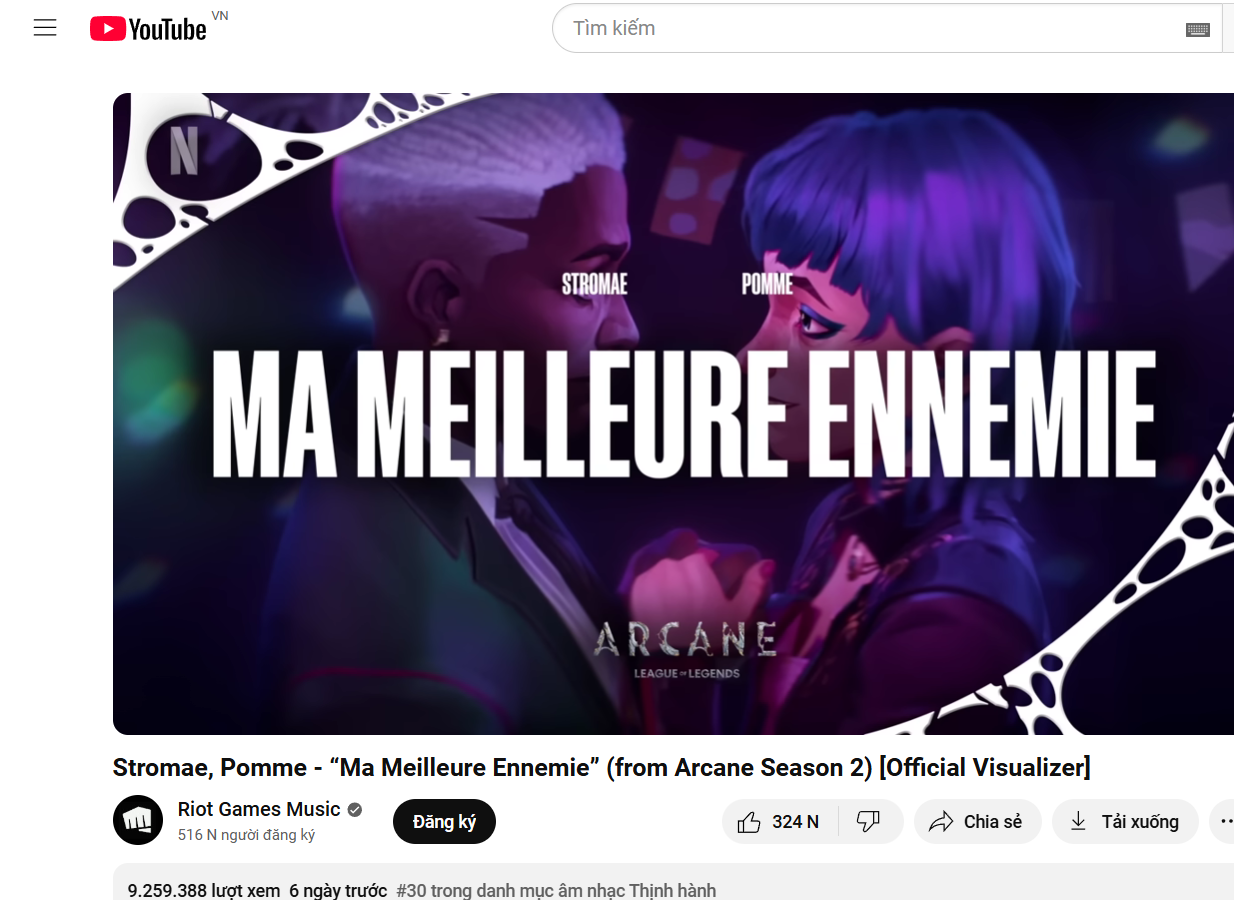 YouTube VN
Tìm kiếm
N
STROMAE POMME
MA MEILLEURE ENNEMIE
ARCANE
LEAGUE OF LEGENDS
Stromae, Pomme - “Ma Meilleure Ennemie” (from Arcane Season 2) [Official Visualizer]
Riot Games Music
516 N người đăng ký
Đăng ký
324 N
Chia sẻ
Tải xuống
9.259.388 lượt xem 6 ngày trước #30 trong danh mục âm nhạc Thịnh hành